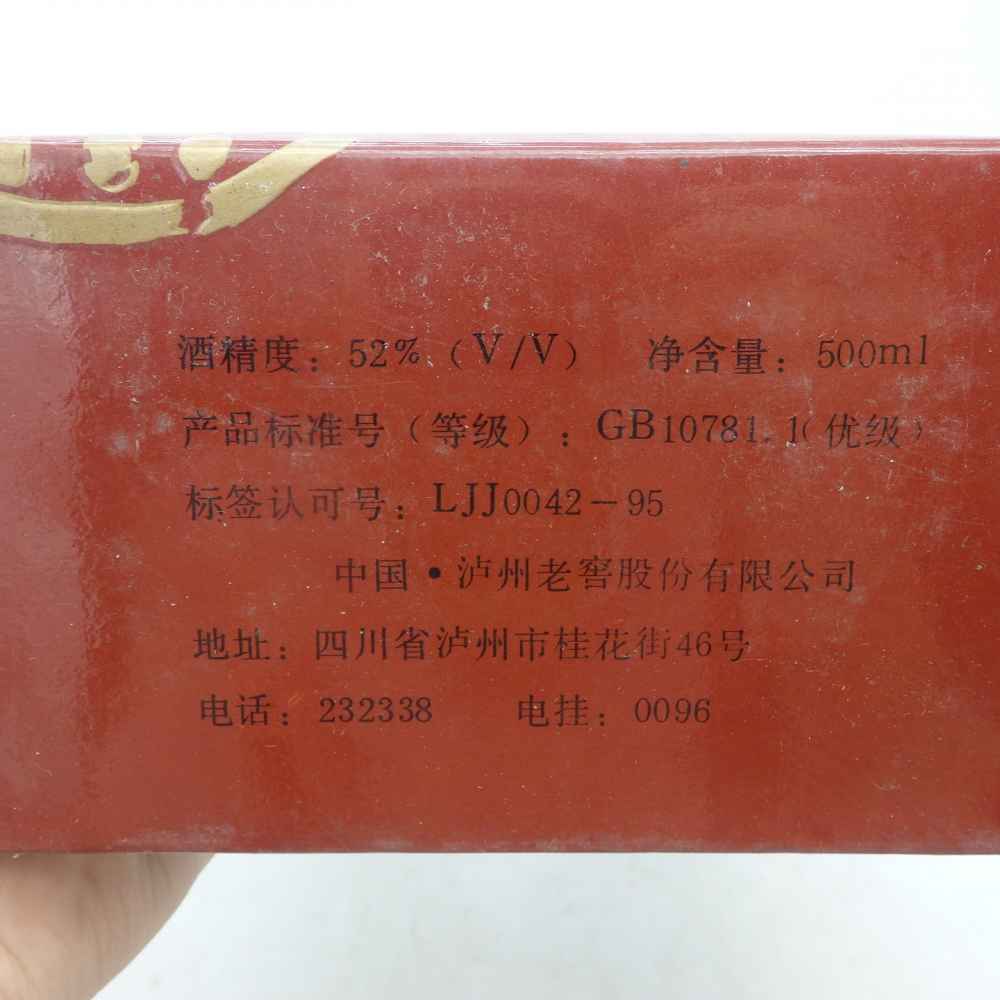 酒精度：52%（V/V） 净含量：500ml
产品标准号（等级）：GB10781.1（优级）
标签认可号：LJJ0042－95
中国·泸州老窖股份有限公司
地址：四川省泸州市桂花街46号
电话：232338 电挂：0096